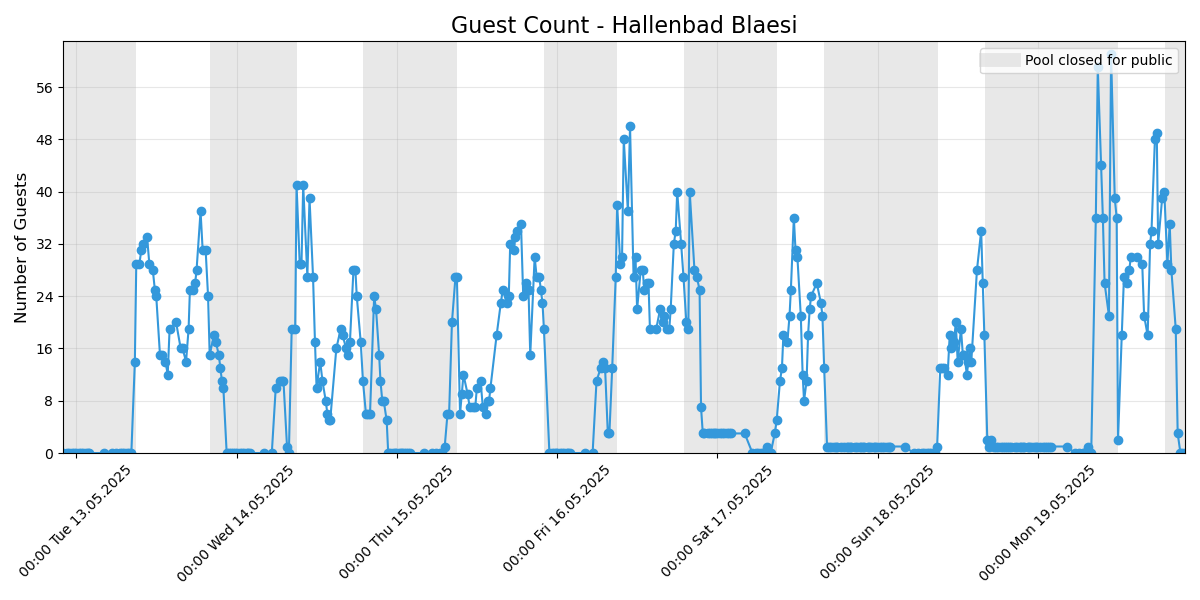 Guest Count - Hallenbad Blaesi
Pool closed for public
Number of Guests
56
48
40
32
24
16
8
0
00:00 Tue 13.05.2025
00:00 Wed 14.05.2025
00:00 Thu 15.05.2025
00:00 Fri 16.05.2025
00:00 Sat 17.05.2025
00:00 Sun 18.05.2025
00:00 Mon 19.05.2025